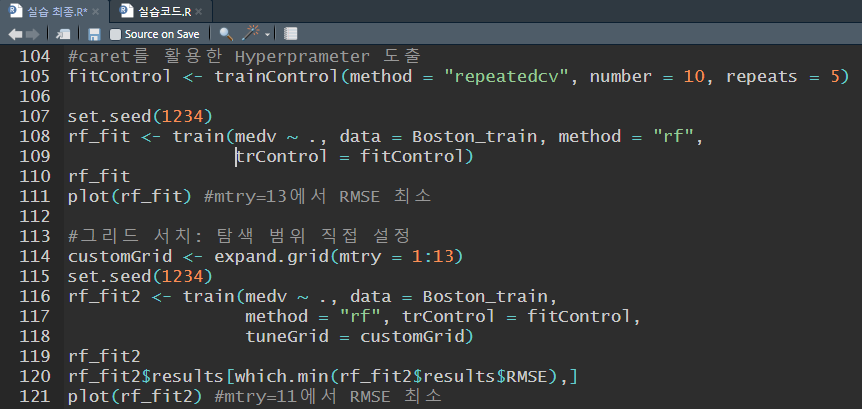 실습 최종.R* × 실습코드.R ×
Source on Save
104 #caret를 활용한 Hyperprameter 도출
105 fitControl <- trainControl(method = "repeatedcv", number = 10, repeats = 5)
106
107 set.seed(1234)
108 rf_fit <- train(medv ~ ., data = Boston_train, method = "rf",
109                 trControl = fitControl)
110 rf_fit
111 plot(rf_fit) #mtry=13에서 RMSE 최소
112
113 #그리드 서치: 탐색 범위 직접 설정
114 customGrid <- expand.grid(mtry = 1:13)
115 set.seed(1234)
116 rf_fit2 <- train(medv ~ ., data = Boston_train,
117                  method = "rf", trControl = fitControl,
118                  tuneGrid = customGrid)
119 rf_fit2
120 rf_fit2$results[which.min(rf_fit2$results$RMSE),]
121 plot(rf_fit2) #mtry=11에서 RMSE 최소